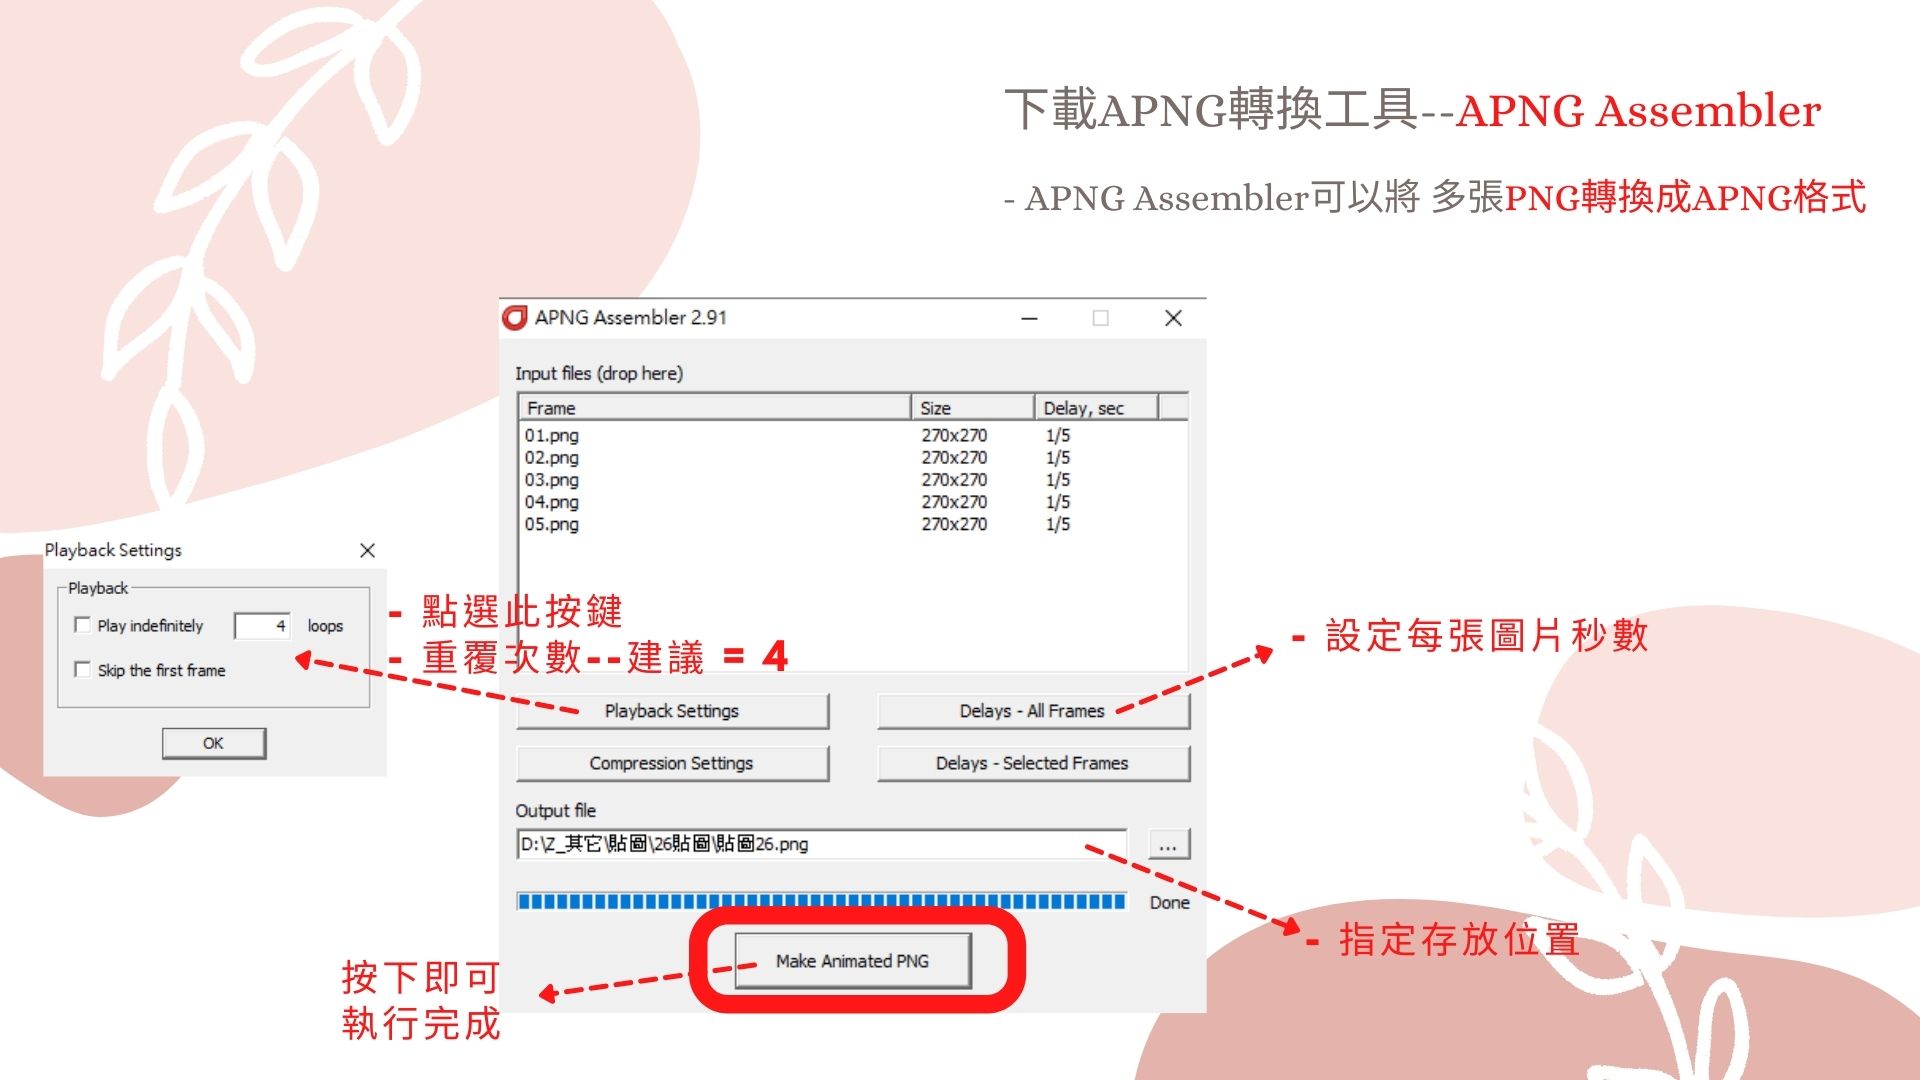 下載APNG轉換工具--APNG Assembler
- APNG Assembler可以將 多張PNG轉換成APNG格式
APNG Assembler 2.91
Input files (drop here)
Frame Size Delay, sec
01.png 270x270 1/5
02.png 270x270 1/5
03.png 270x270 1/5
04.png 270x270 1/5
05.png 270x270 1/5
Playback Settings
Playback
Play indefinitely 4 loops
Skip the first frame
OK
- 點選此按鍵
- 重覆次數--建議 = 4
- 設定每張圖片秒數
Playback Settings Delays - All Frames
Compression Settings Delays - Selected Frames
Output file
D:\Z_其它\貼圖\26貼圖\貼圖26.png ...
Done
- 指定存放位置
Make Animated PNG
按下即可
執行完成